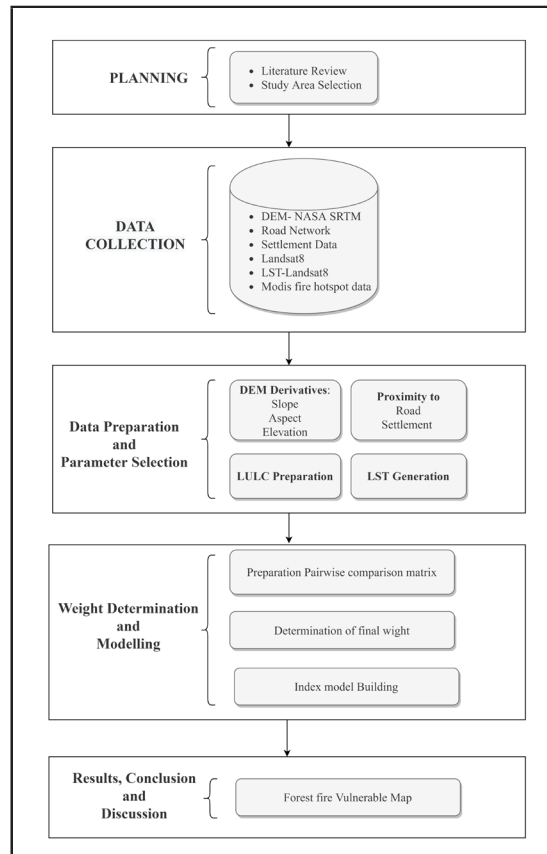 PLANNING
• Literature Review
• Study Area Selection
DATA
COLLECTION
• DEM- NASA SRTM
• Road Network
• Settlement Data
• Landsat8
• LST-Landsat8
• Modis fire hotspot data
Data Preparation
and
Parameter Selection
DEM Derivatives:
Slope
Aspect
Elevation
Proximity to
Road
Settlement
LULC Preparation
LST Generation
Weight Determination
and
Modelling
Preparation Pairwise comparison matrix
Determination of final wight
Index model Building
Results, Conclusion
and
Discussion
Forest fire Vulnerable Map